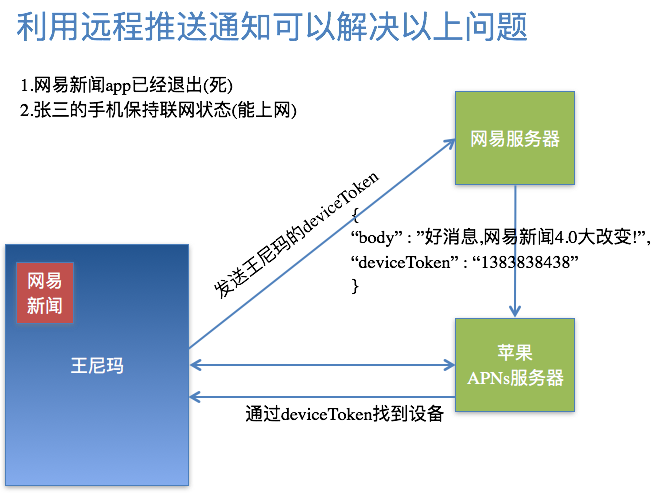 利用远程推送通知可以解决以上问题
1.网易新闻app已经退出(死)
2.张三的手机保持联网状态(能上网)
网易服务器
发送王尼玛的deviceToken
{
“body” : ”好消息,网易新闻4.0大改变!”,
“deviceToken” : “1383838438”
}
网易
新闻
王尼玛
苹果
APNs服务器
通过deviceToken找到设备